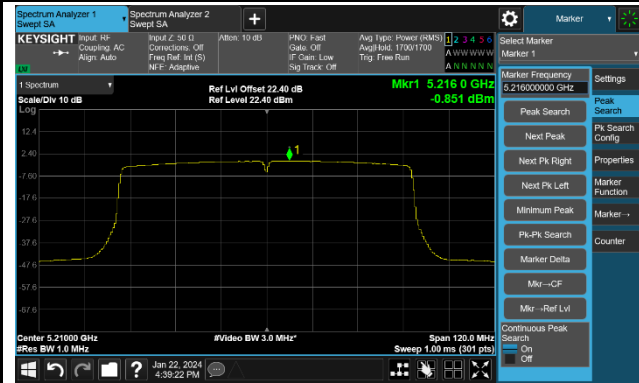 Spectrum Analyzer 1
Swept SA
Spectrum Analyzer 2
Swept SA
+
Marker
KEYSIGHT
Input: RF
Coupling: AC
Align: Auto
Input Z: 50 Ω
Corrections: Off
Freq Ref: Int (S)
NFE: Adaptive
Atten: 10 dB
PNO: Fast
Gate: Off
IF Gain: Low
Sig Track: Off
Avg Type: Power (RMS)
Avg|Hold: 1700/1700
Trig: Free Run
1 2 3 4 5 6
A W W W W W
A N N N N N
LXI
Select Marker
Marker 1
1 Spectrum
Scale/Div 10 dB
Log
Ref Lvl Offset 22.40 dB
Ref Level 22.40 dBm
Mkr1 5.216 0 GHz
-0.851 dBm
12.4
2.40
-7.60
-17.6
-27.6
-37.6
-47.6
-57.6
-67.6
1
Center 5.21000 GHz
#Res BW 1.0 MHz
#Video BW 3.0 MHz*
Span 120.0 MHz
Sweep 1.00 ms (301 pts)
Marker Frequency
5.216000000 GHz
Peak Search
Next Peak
Next Pk Right
Next Pk Left
Minimum Peak
Pk-Pk Search
Marker Delta
Mkr→CF
Mkr→Ref Lvl
Continuous Peak
Search
On
Off
Settings
Peak
Search
Pk Search
Config
Properties
Marker
Function
Marker→
Counter
?
Jan 22, 2024
4:39:22 PM